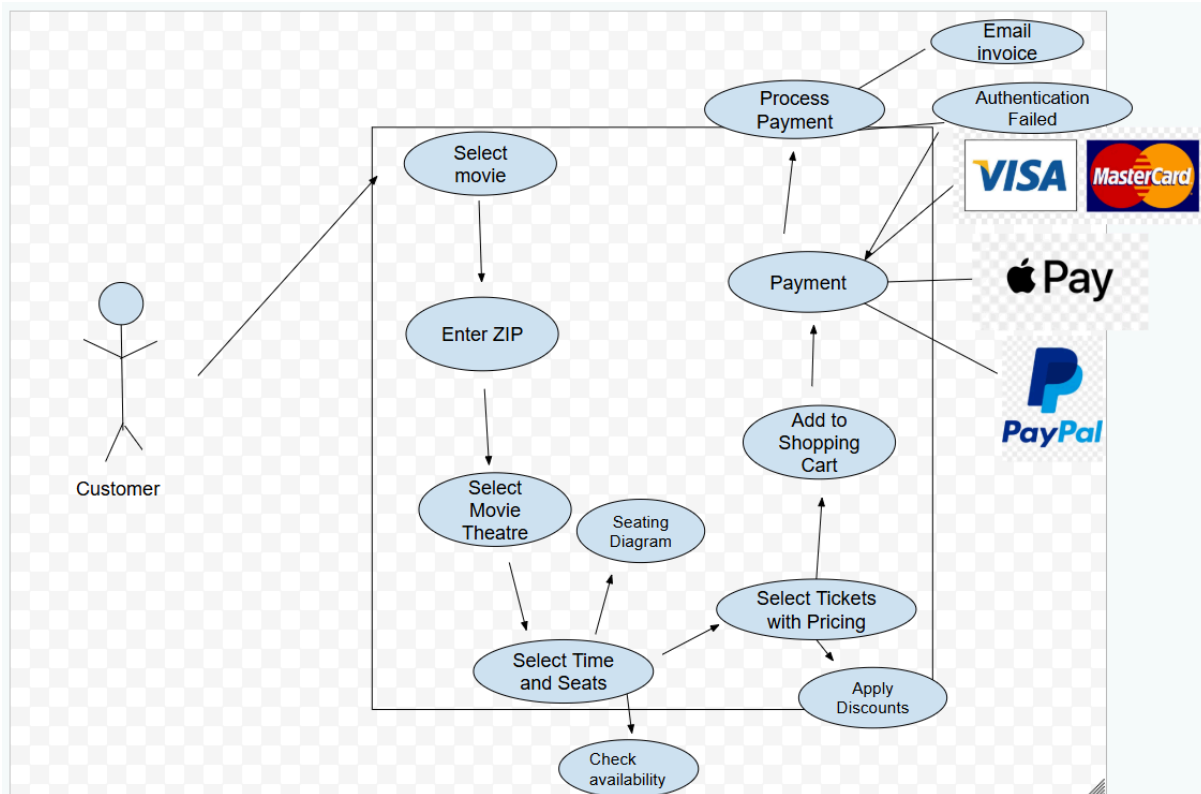 Email
invoice
Process
Payment
Authentication
Failed
Select
movie
VISA
MasterCard
Payment
Pay
Enter ZIP
PayPal
Add to
Shopping
Cart
Customer
Select
Movie
Theatre
Seating
Diagram
Select Tickets
with Pricing
Select Time
and Seats
Apply
Discounts
Check
availability